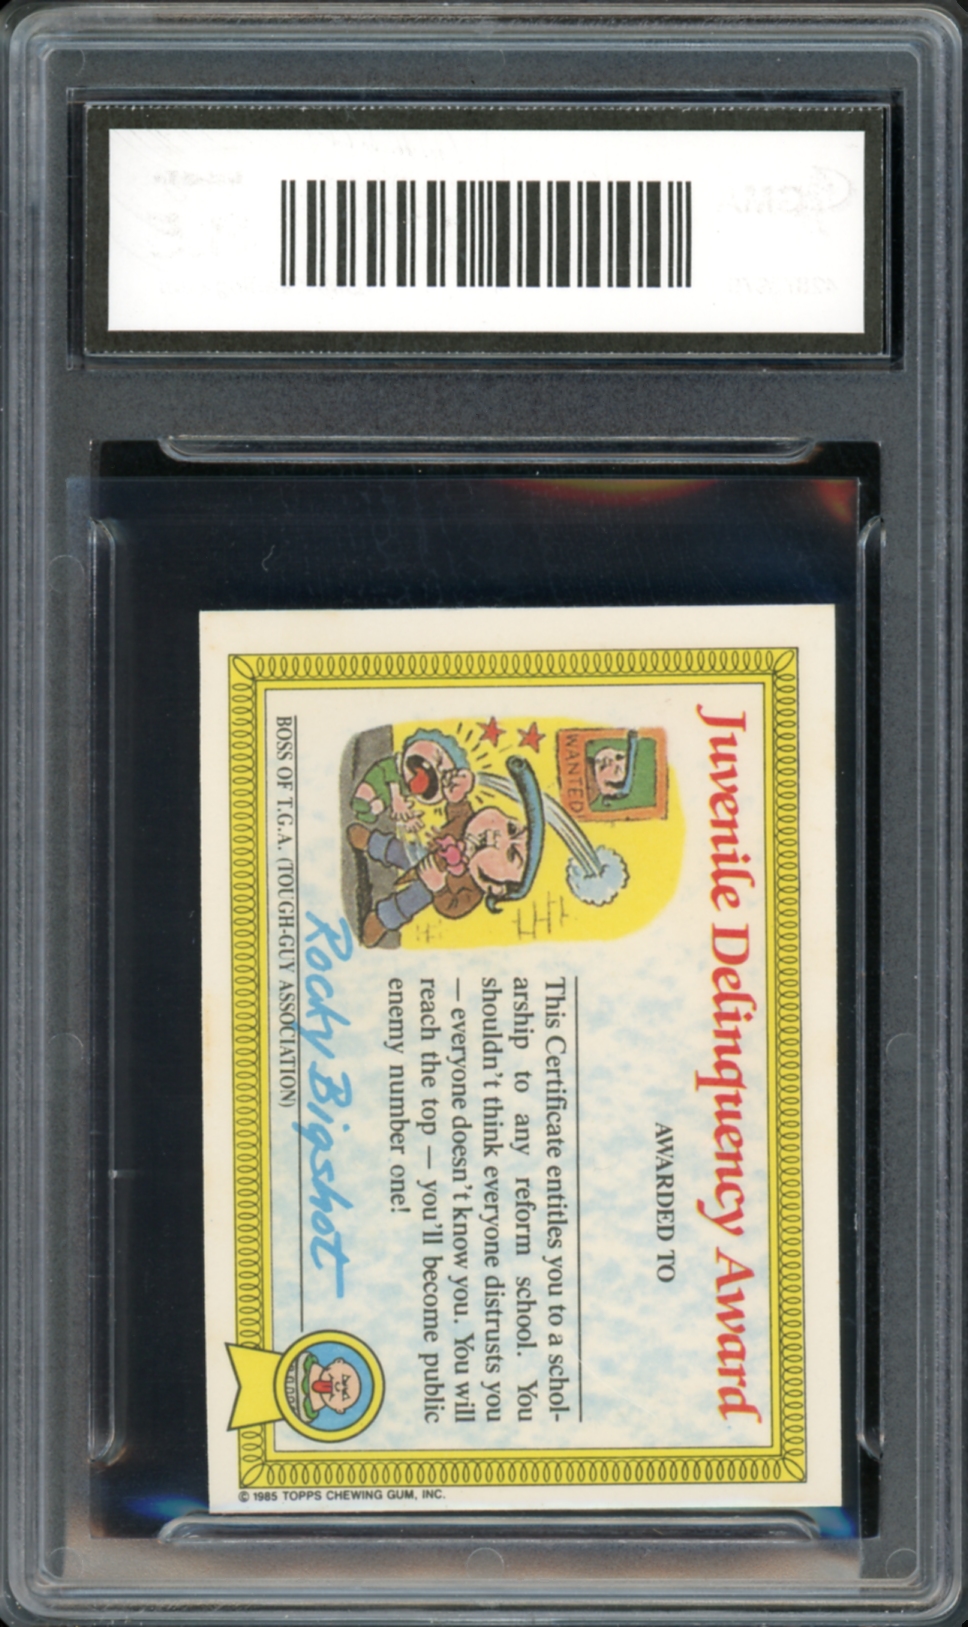 Juvenile Delinquency Award
AWARDED TO
WANTED
This Certificate entitles you to a schol-
arship to any reform school. You
shouldn't think everyone distrusts you
— everyone doesn't know you. You will
reach the top — you'll become public
enemy number one!
Rocky Bigshot
BOSS OF T.G.A. (TOUGH-GUY ASSOCIATION)
© 1985 TOPPS CHEWING GUM, INC.